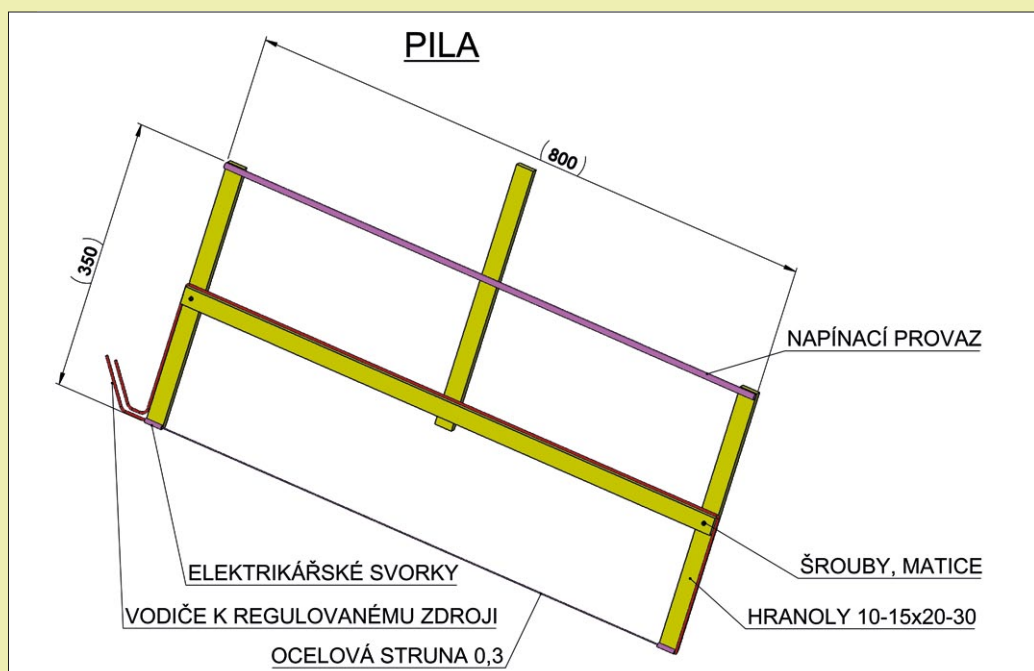 PILA
(800)
(350)
NAPÍNACÍ PROVAZ
ELEKTRIKÁŘSKÉ SVORKY
ŠROUBY, MATICE
VODIČE K REGULOVANÉMU ZDROJI
HRANOLY 10-15x20-30
OCELOVÁ STRUNA 0,3